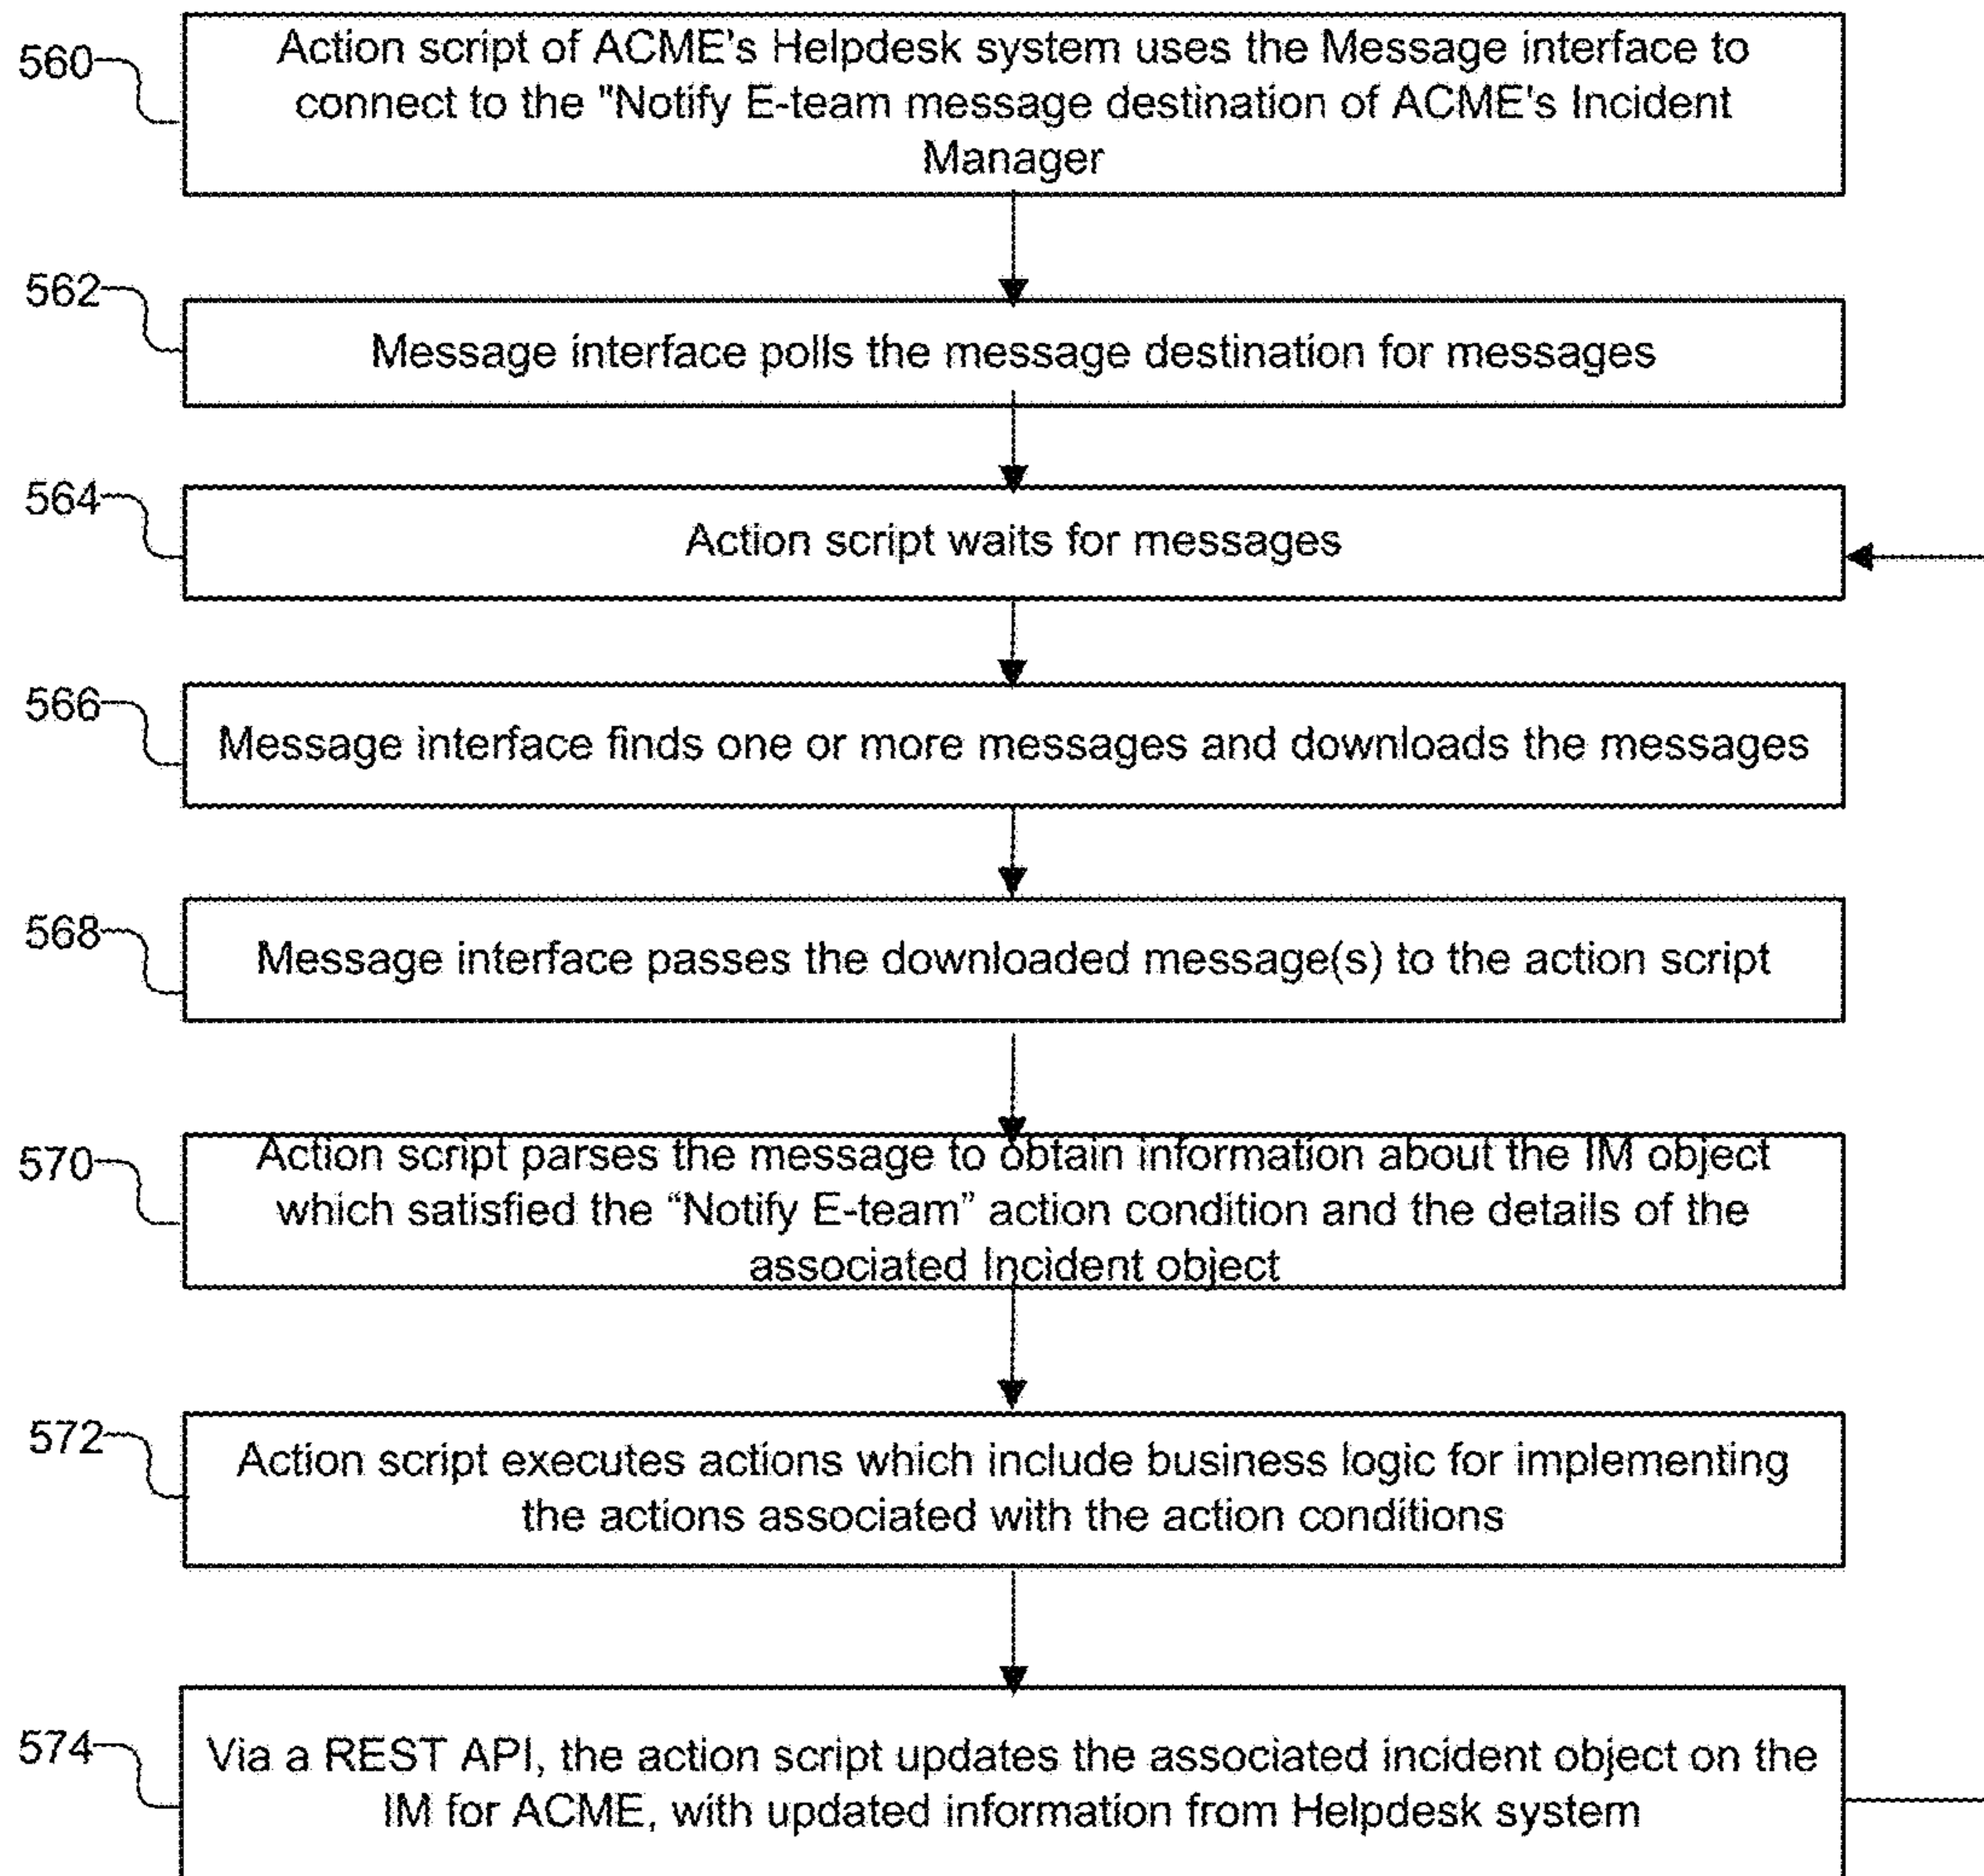 560
Action script of ACME's Helpdesk system uses the Message interface to
connect to the "Notify E-team message destination of ACME's Incident
Manager
562
Message interface polls the message destination for messages
564
Action script waits for messages
566
Message interface finds one or more messages and downloads the messages
568
Message interface passes the downloaded message(s) to the action script
570
Action script parses the message to obtain information about the IM object
which satisfied the “Notify E-team” action condition and the details of the
associated Incident object
572
Action script executes actions which include business logic for implementing
the actions associated with the action conditions
574
Via a REST API, the action script updates the associated incident object on the
IM for ACME, with updated information from Helpdesk system